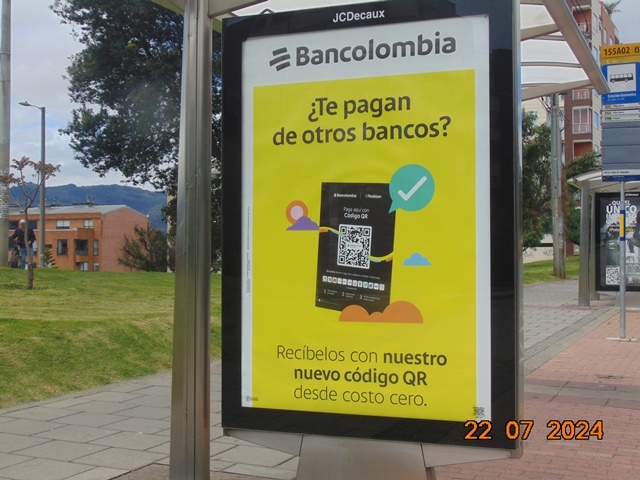 JCDecaux
Bancolombia
¿Te pagan
de otros bancos?
Bancolombia
Paga aquí con
Código QR
Recíbelos con nuestro
nuevo código QR
desde costo cero.
155A02
22 07 2024